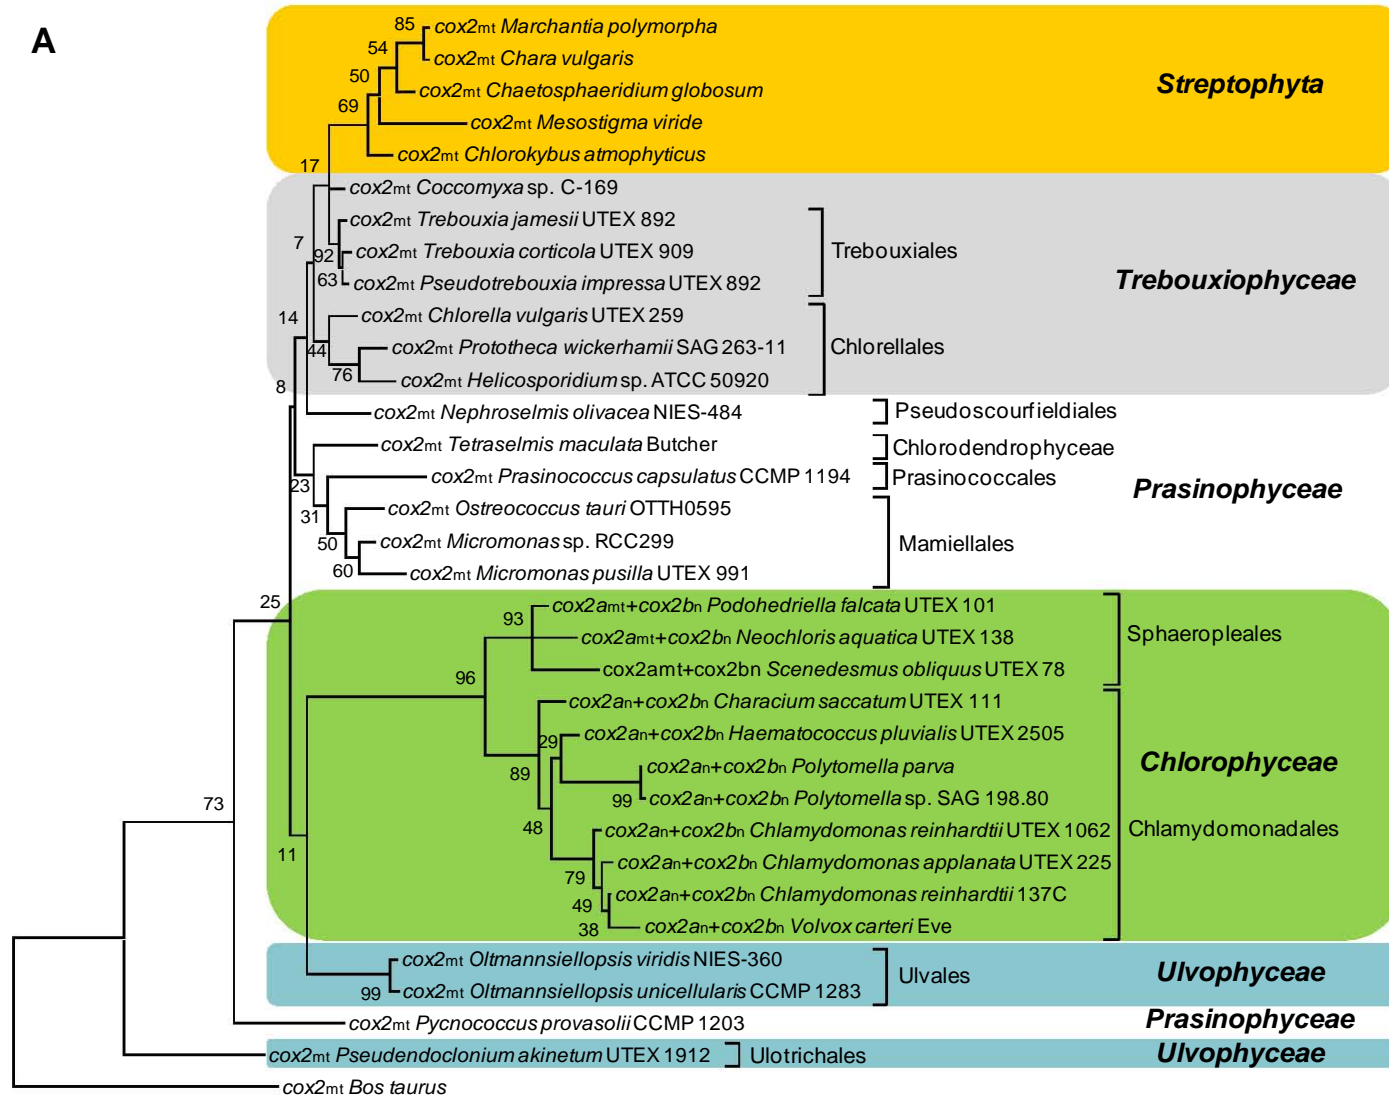 A
85
cox2mt Marchantia polymorpha
54
cox2mt Chara vulgaris
50
cox2mt Chaetosphaeridium globosum
Streptophyta
69
cox2mt Mesostigma viride
cox2mt Chlorokybus atmophyticus
17
cox2mt Coccomyxa sp. C-169
cox2mt Trebouxia jamesii UTEX 892
7
92
cox2mt Trebouxia corticola UTEX 909
Trebouxiales
63
cox2mt Pseudotrebouxia impressa UTEX 892
Trebouxiophyceae
14
cox2mt Chlorella vulgaris UTEX 259
44
cox2mt Prototheca wickerhamii SAG 263-11
Chlorellales
76
cox2mt Helicosporidium sp. ATCC 50920
8
cox2mt Nephroselmis olivacea NIES-484
Pseudoscourfieldiales
cox2mt Tetraselmis maculata Butcher
Chlorodendrophyceae
23
cox2mt Prasinococcus capsulatus CCMP 1194
Prasinococcales
Prasinophyceae
31
cox2mt Ostreococcus tauri OTTH0595
50
cox2mt Micromonas sp. RCC299
Mamiellales
60
cox2mt Micromonas pusilla UTEX 991
25
cox2amt+cox2bn Podohedriella falcata UTEX 101
93
cox2amt+cox2bn Neochloris aquatica UTEX 138
Sphaeropleales
96
cox2amt+cox2bn Scenedesmus obliquus UTEX 78
cox2an+cox2bn Characium saccatum UTEX 111
29
cox2an+cox2bn Haematococcus pluvialis UTEX 2505
89
cox2an+cox2bn Polytomella parva
Chlorophyceae
99
cox2an+cox2bn Polytomella sp. SAG 198.80
73
48
cox2an+cox2bn Chlamydomonas reinhardtii UTEX 1062
Chlamydomonadales
11
79
cox2an+cox2bn Chlamydomonas applanata UTEX 225
49
cox2an+cox2bn Chlamydomonas reinhardtii 137C
38
cox2an+cox2bn Volvox carteri Eve
cox2mt Oltmannsiellopsis viridis NIES-360
Ulvales
Ulvophyceae
99
cox2mt Oltmannsiellopsis unicellularis CCMP 1283
cox2mt Pycnococcus provasolii CCMP 1203
Prasinophyceae
cox2mt Pseudendoclonium akinetum UTEX 1912
Ulotrichales
Ulvophyceae
cox2mt Bos taurus